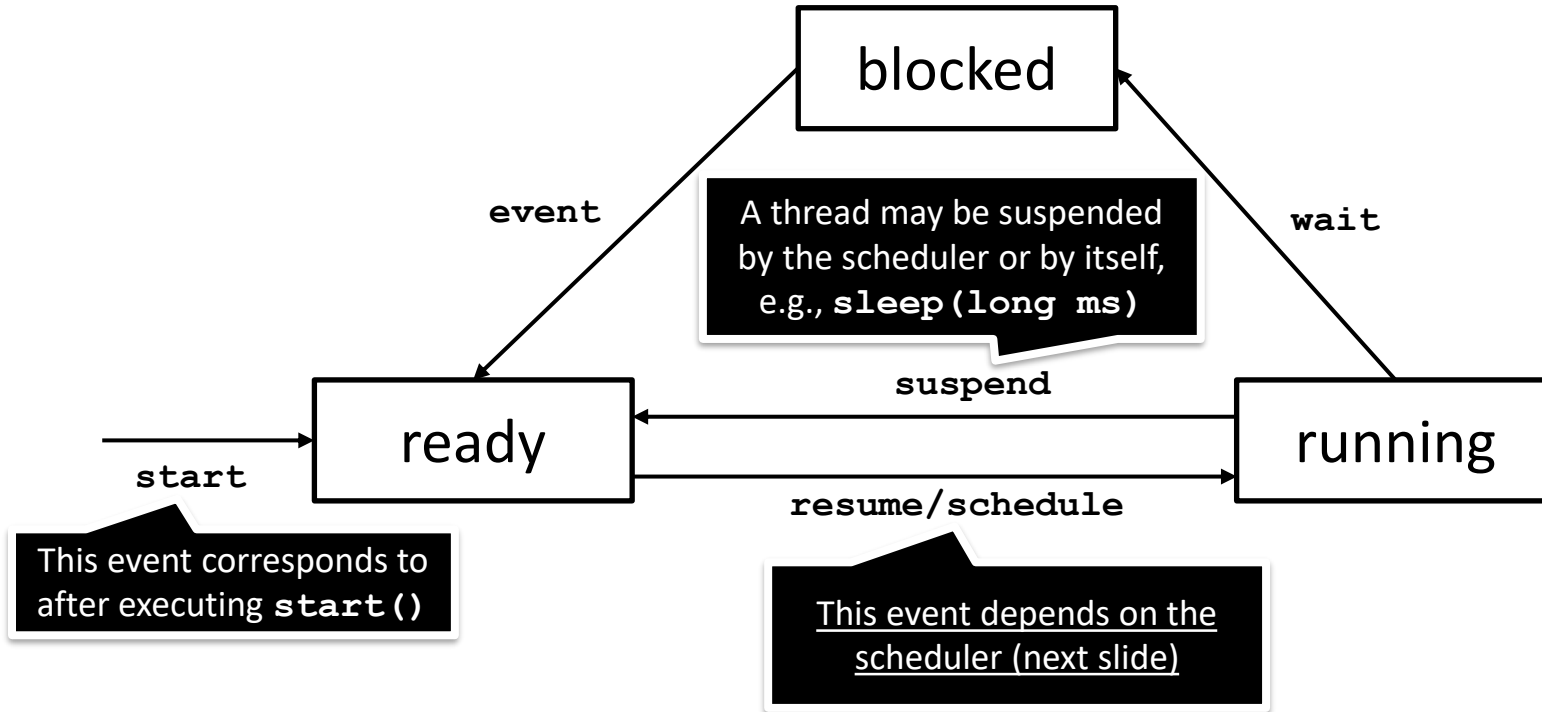 blocked
event
A thread may be suspended
by the scheduler or by itself,
e.g., sleep(long ms)
wait
suspend
ready
running
start
resume/schedule
This event corresponds to
after executing start()
This event depends on the
scheduler (next slide)